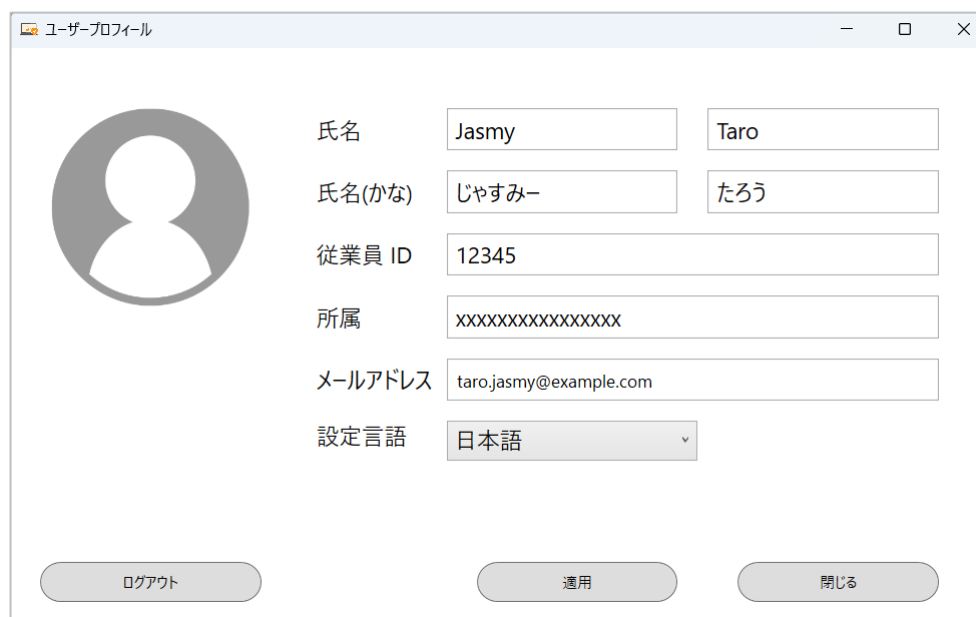 ユーザープロフィール
氏名 Jasmy Taro
氏名(かな) じゃすみー たろう
従業員 ID 12345
所属 xxxxxxxxxxxxxxxx
メールアドレス taro.jasmy@example.com
設定言語 日本語
ログアウト 適用 閉じる